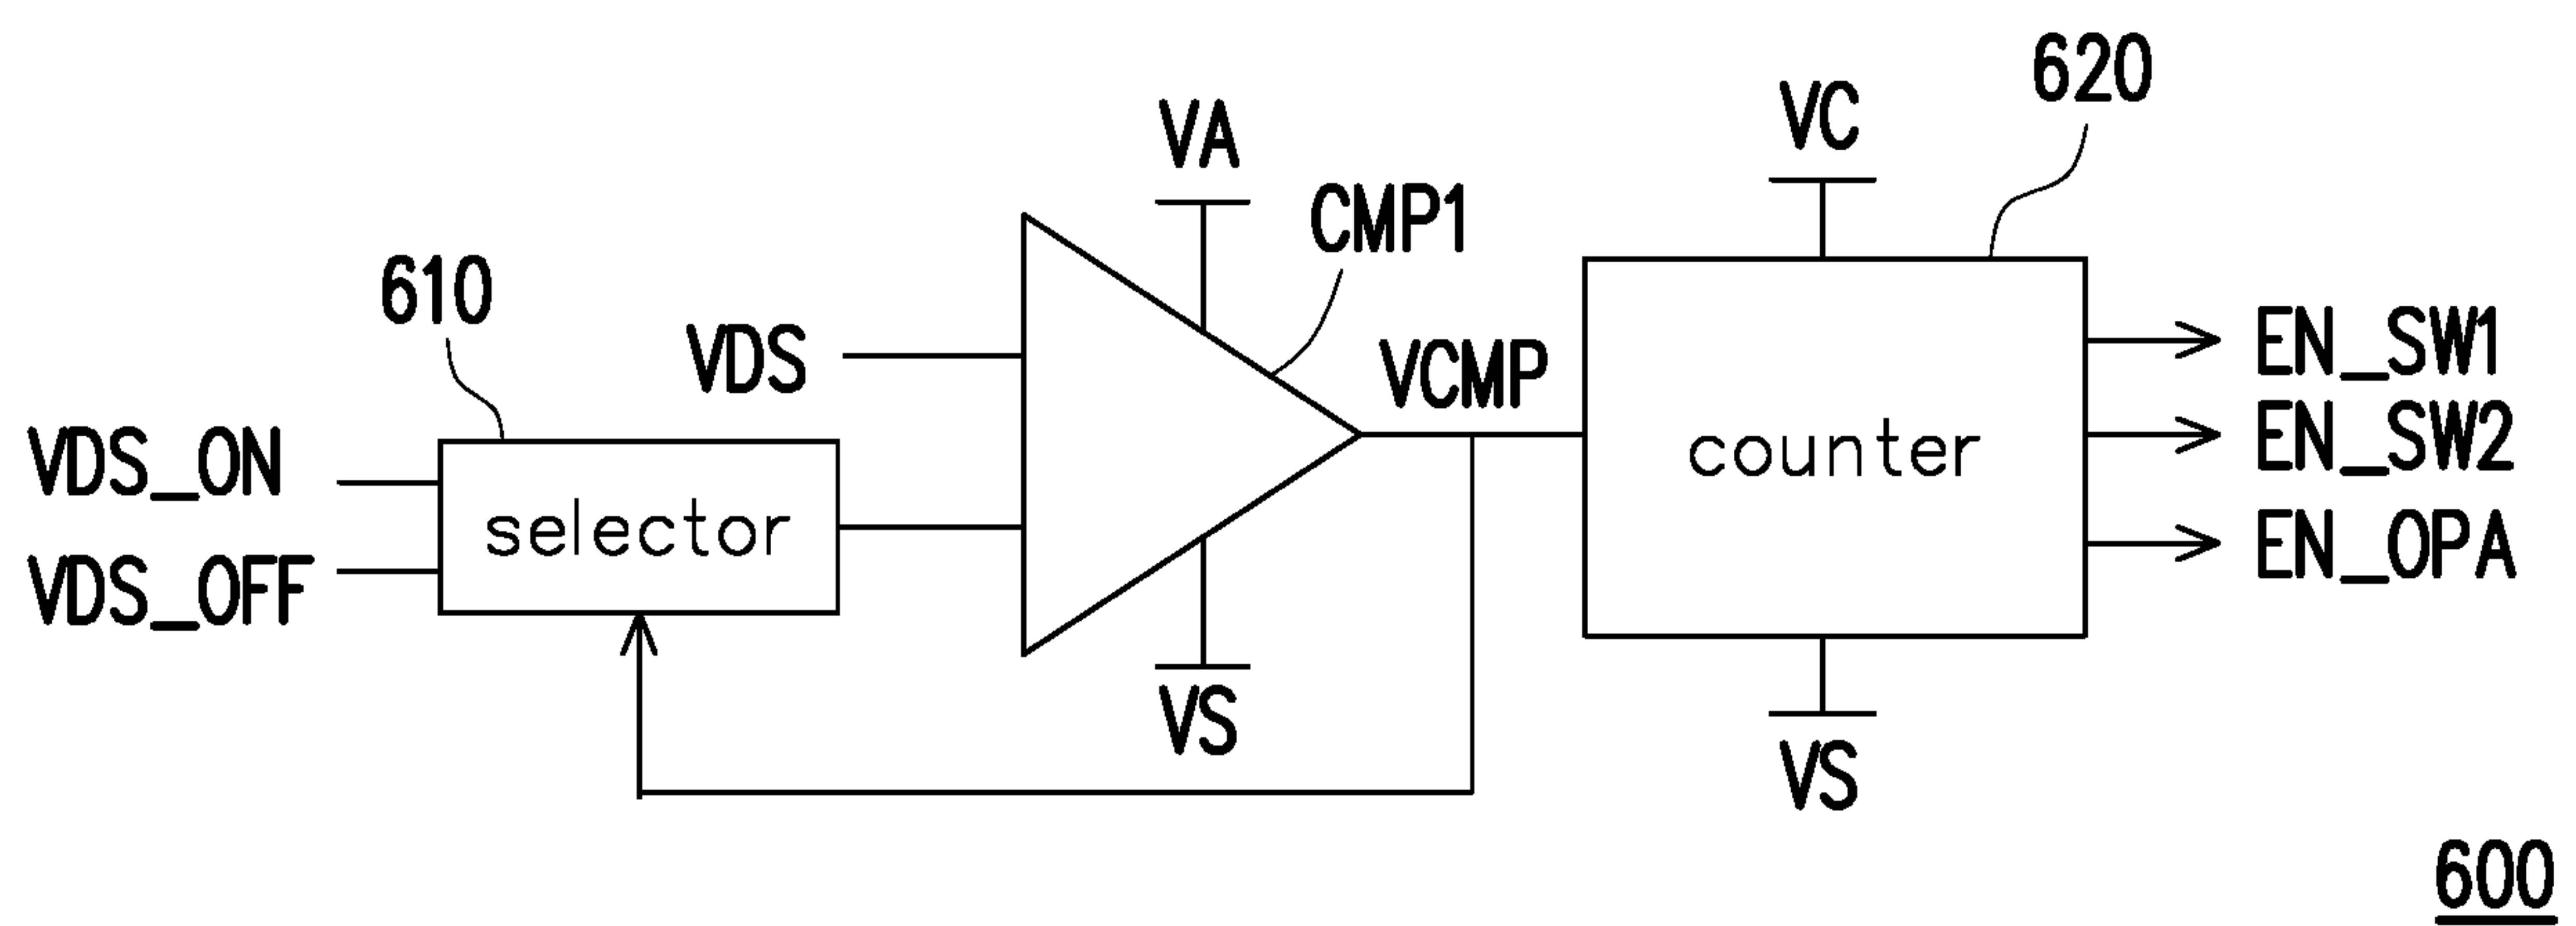 620
VC
VA
CMP1
610
VDS
EN_SW1
VCMP
VDS_ON
EN_SW2
counter
selector
VDS_OFF
EN_OPA
VS
VS
600